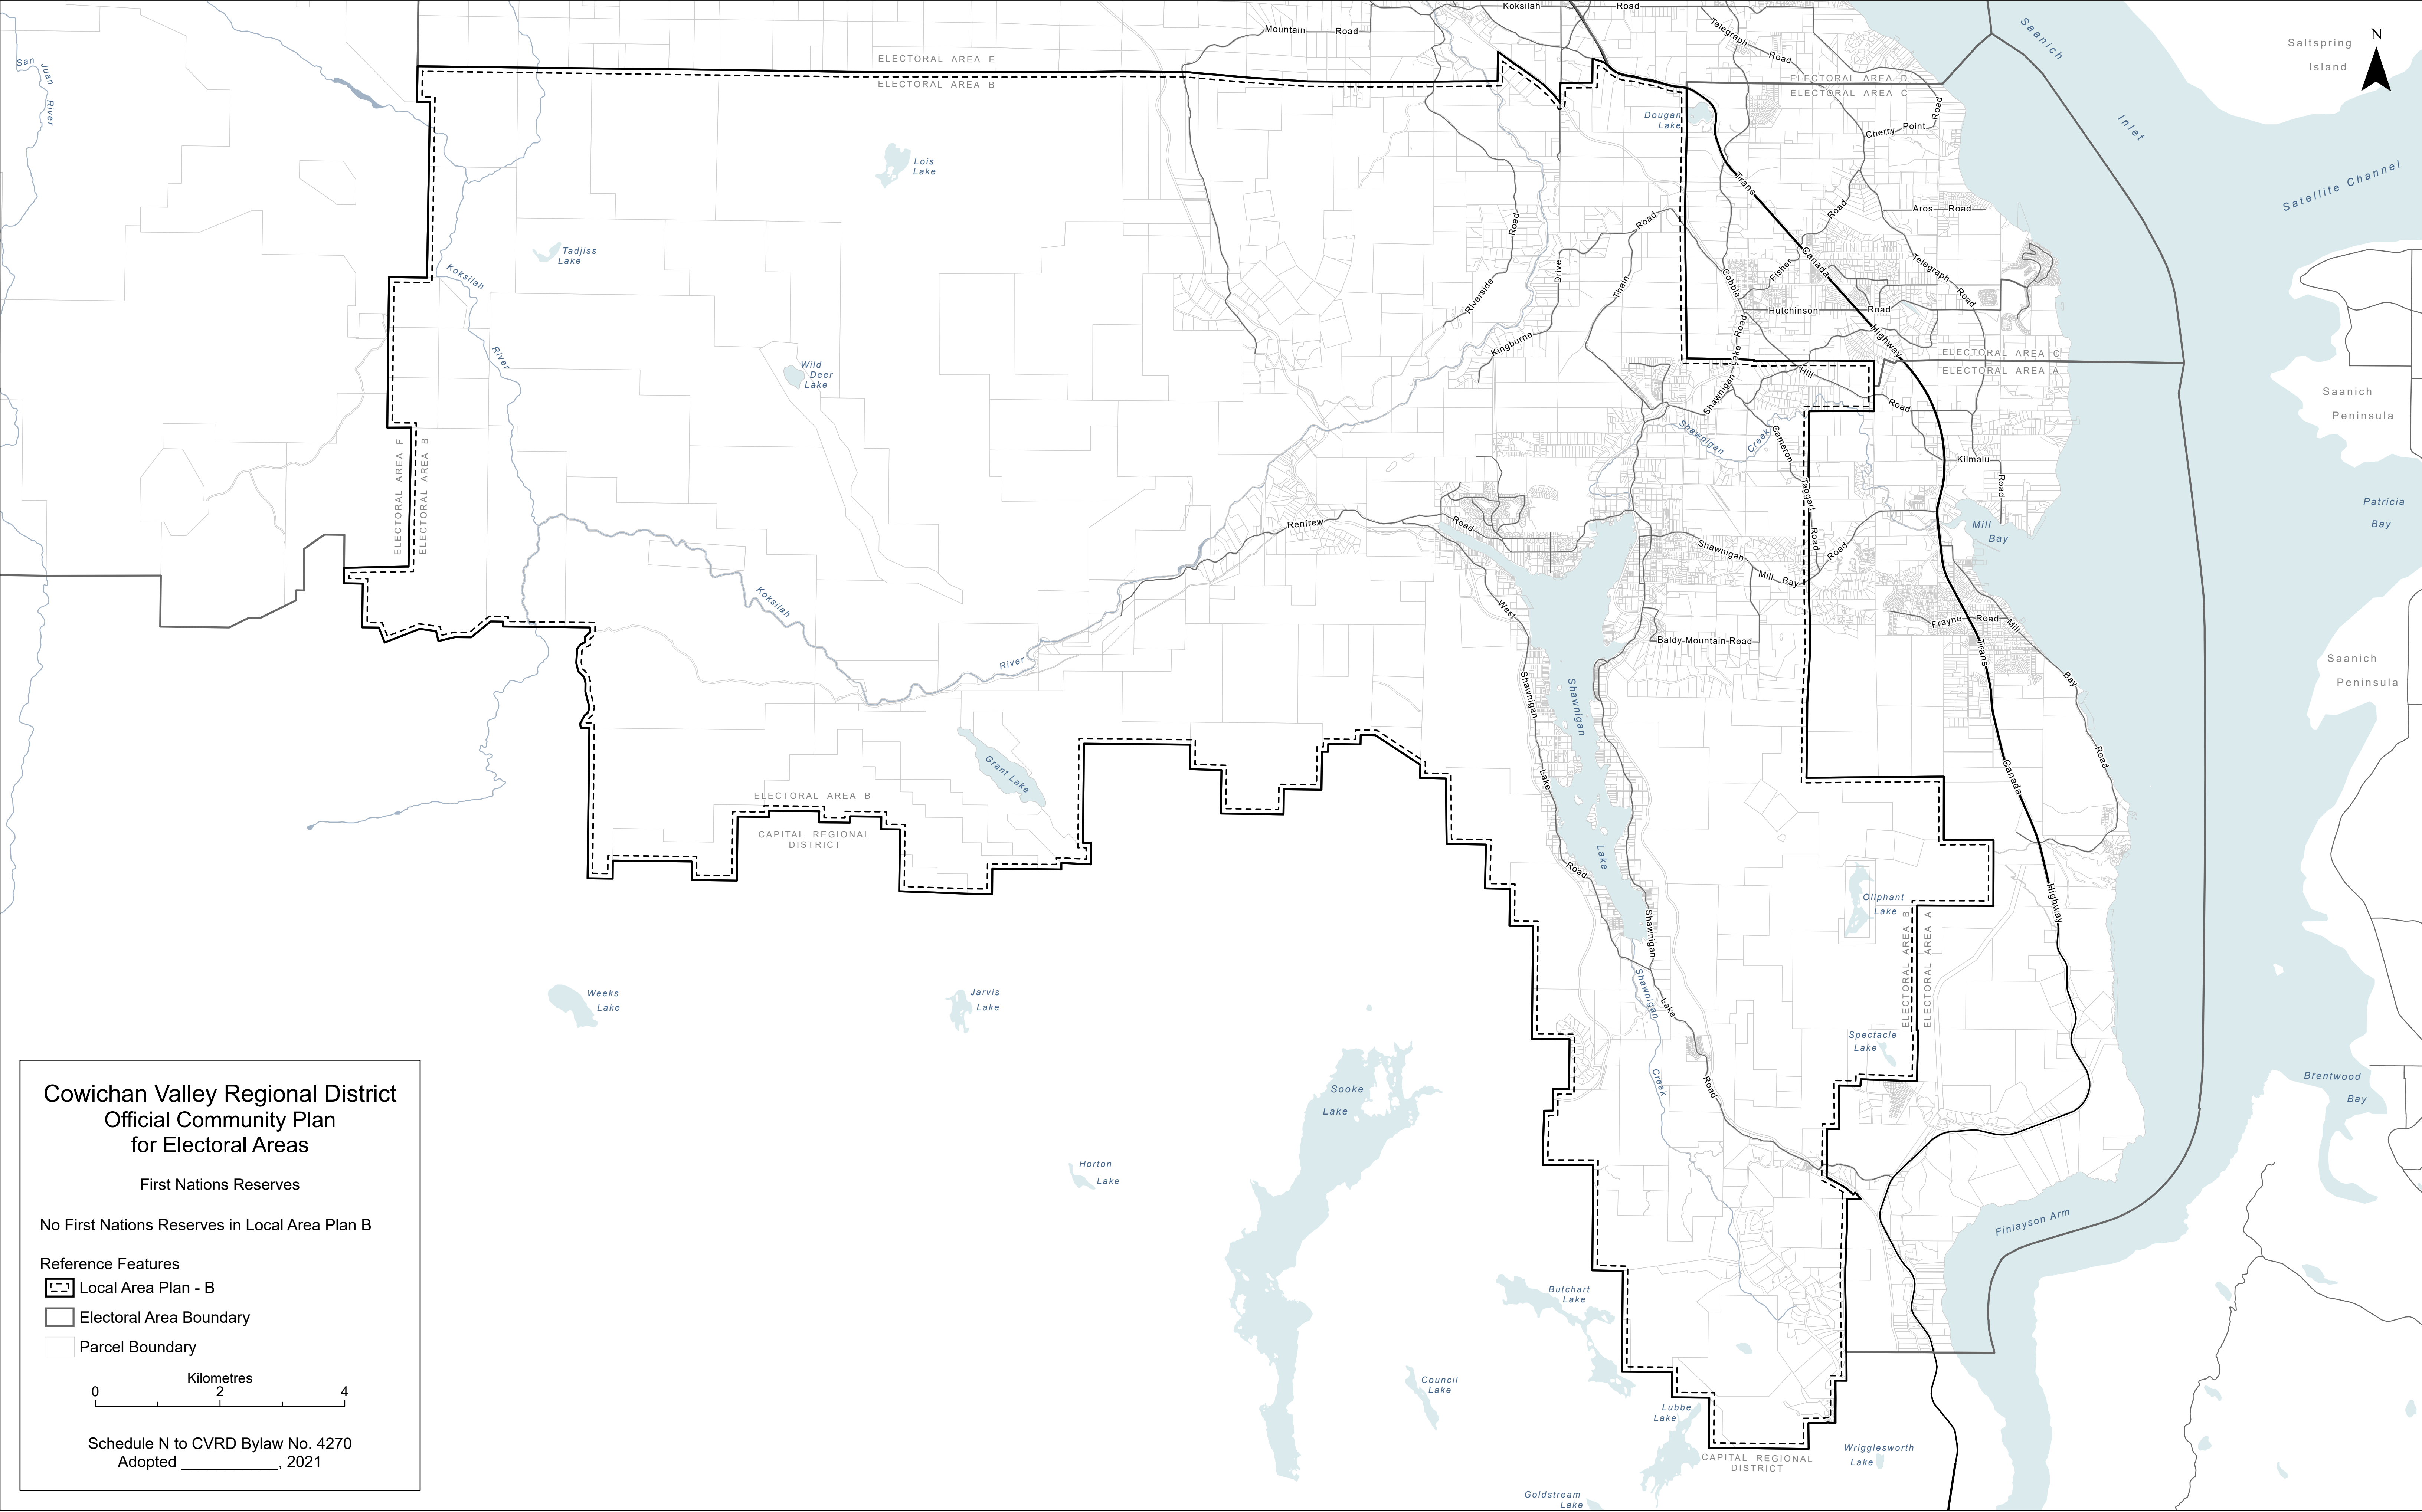 Koksilah Road
Mountain Road
Telegraph Road
Saanich
Inlet
Saltspring
Island
N
San Juan River
ELECTORAL AREA E
ELECTORAL AREA B
ELECTORAL AREA D
ELECTORAL AREA C
Dougan
Lake
Cherry Point Road
Satellite Channel
Lois
Lake
Trans Canada Highway
Road
Aros Road
Tadjiss
Lake
Koksilah
River
Riverside Road
Kingburne Drive
Thain Road
Cobble
Fisher Road
Telegraph Road
Hutchinson Road
Wild
Deer
Lake
Shawnigan Lake Road
Hill Road
ELECTORAL AREA C
ELECTORAL AREA A
Saanich
Peninsula
ELECTORAL AREA F
ELECTORAL AREA B
Shawnigan Creek
Cameron Taggart Road
Kilmalu Road
Patricia
Bay
Mill
Bay
Renfrew Road
Shawnigan Mill Bay Road
Koksilah
River
West Shawnigan Lake Road
Baldy Mountain Road
Frayne Road
Mill Bay Road
Trans Canada Highway
Saanich
Peninsula
Shawnigan Lake
Grant Lake
ELECTORAL AREA B
CAPITAL REGIONAL
DISTRICT
Oliphant
Lake
ELECTORAL AREA B
ELECTORAL AREA A
Shawnigan Lake Road
Shawnigan Creek
Weeks
Lake
Jarvis
Lake
Spectacle
Lake
Sooke
Lake
Brentwood
Bay
Horton
Lake
Finlayson Arm
Butchart
Lake
Council
Lake
Lubbe
Lake
Wrigglesworth
Lake
CAPITAL REGIONAL
DISTRICT
Goldstream
Lake
Cowichan Valley Regional District
Official Community Plan
for Electoral Areas
First Nations Reserves
No First Nations Reserves in Local Area Plan B
Reference Features
Local Area Plan - B
Electoral Area Boundary
Parcel Boundary
Kilometres
0 2 4
Schedule N to CVRD Bylaw No. 4270
Adopted ____________, 2021